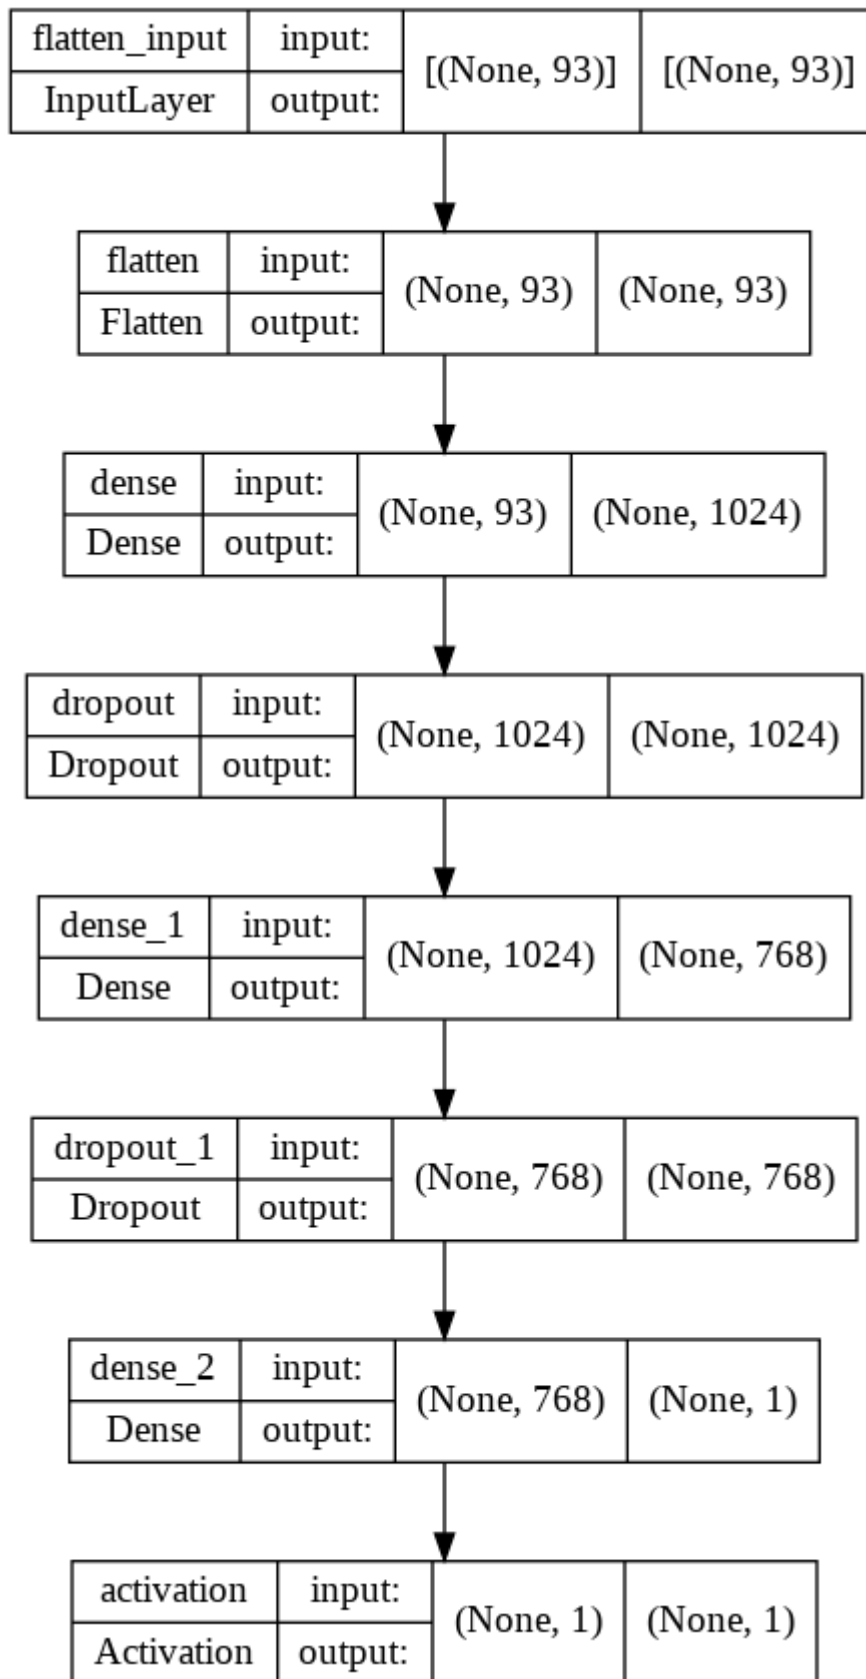 flatten_input input: [(None, 93)] [(None, 93)]
InputLayer output:
flatten input: (None, 93) (None, 93)
Flatten output:
dense input: (None, 93) (None, 1024)
Dense output:
dropout input: (None, 1024) (None, 1024)
Dropout output:
dense_1 input: (None, 1024) (None, 768)
Dense output:
dropout_1 input: (None, 768) (None, 768)
Dropout output:
dense_2 input: (None, 768) (None, 1)
Dense output:
activation input: (None, 1) (None, 1)
Activation output: